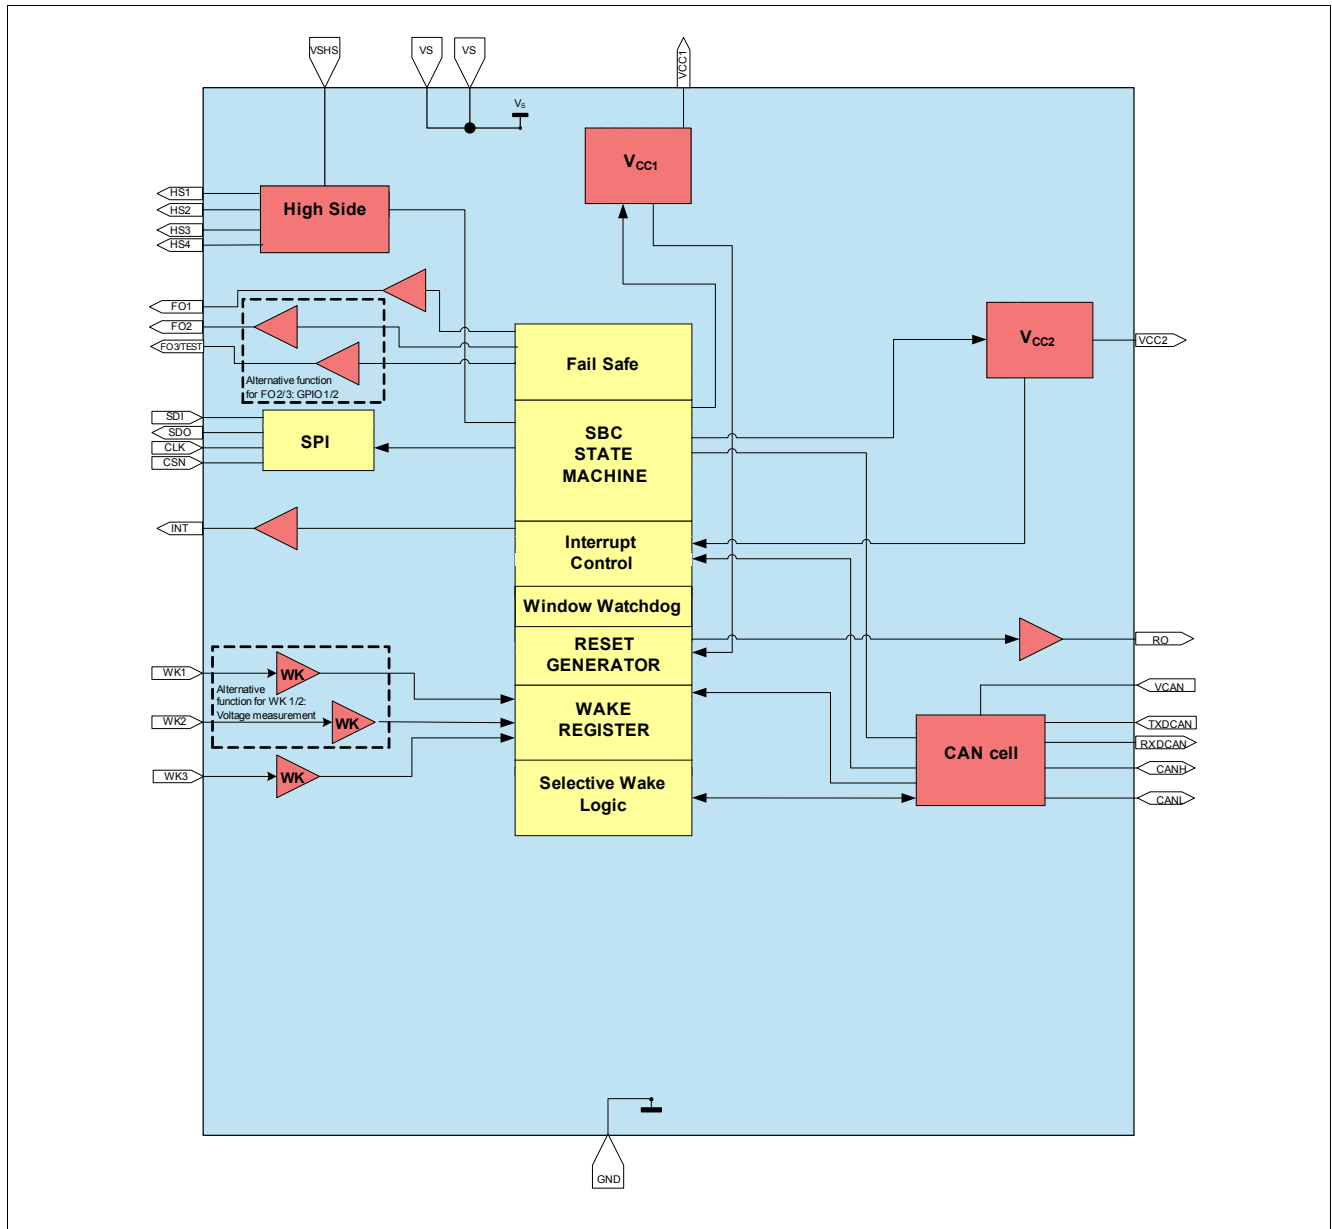 VSHS
VS
VS
VCC1
Vs
VCC1
HS1
HS2
HS3
HS4
High Side
FO1
FO2
FO3/TEST
Alternative function
for FO2/3: GPIO1/2
Fail Safe
VCC2
VCC2
SDI
SDO
CLK
CSN
SPI
SBC
STATE
MACHINE
INT
Interrupt
Control
Window Watchdog
RESET
GENERATOR
RO
WK1
WK
Alternative
function for WK 1/2:
Voltage measurement
WK2
WK
WK3
WK
WAKE
REGISTER
Selective Wake
Logic
CAN cell
VCAN
TXDCAN
RXDCAN
CANH
CANL
GND